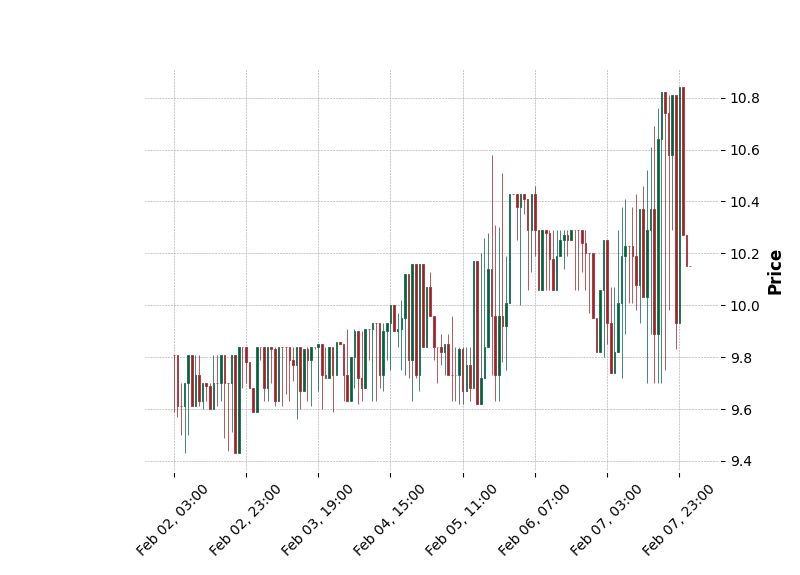 10.8
10.6
10.4
10.2
10.0
9.8
9.6
9.4
Price
Feb 02, 03:00
Feb 02, 23:00
Feb 03, 19:00
Feb 04, 15:00
Feb 05, 11:00
Feb 06, 07:00
Feb 07, 03:00
Feb 07, 23:00